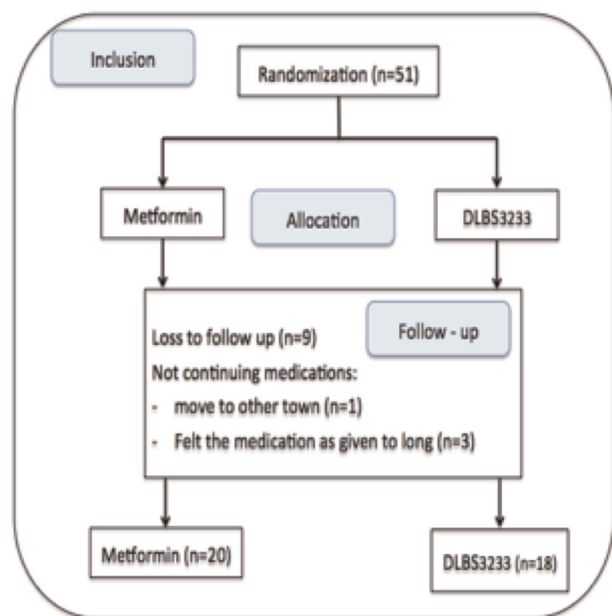 Inclusion
Randomization (n=51)
Metformin
Allocation
DLBS3233
Follow - up
Loss to follow up (n=9)
Not continuing medications:
- move to other town (n=1)
- Felt the medication as given to long (n=3)
Metformin (n=20)
DLBS3233 (n=18)